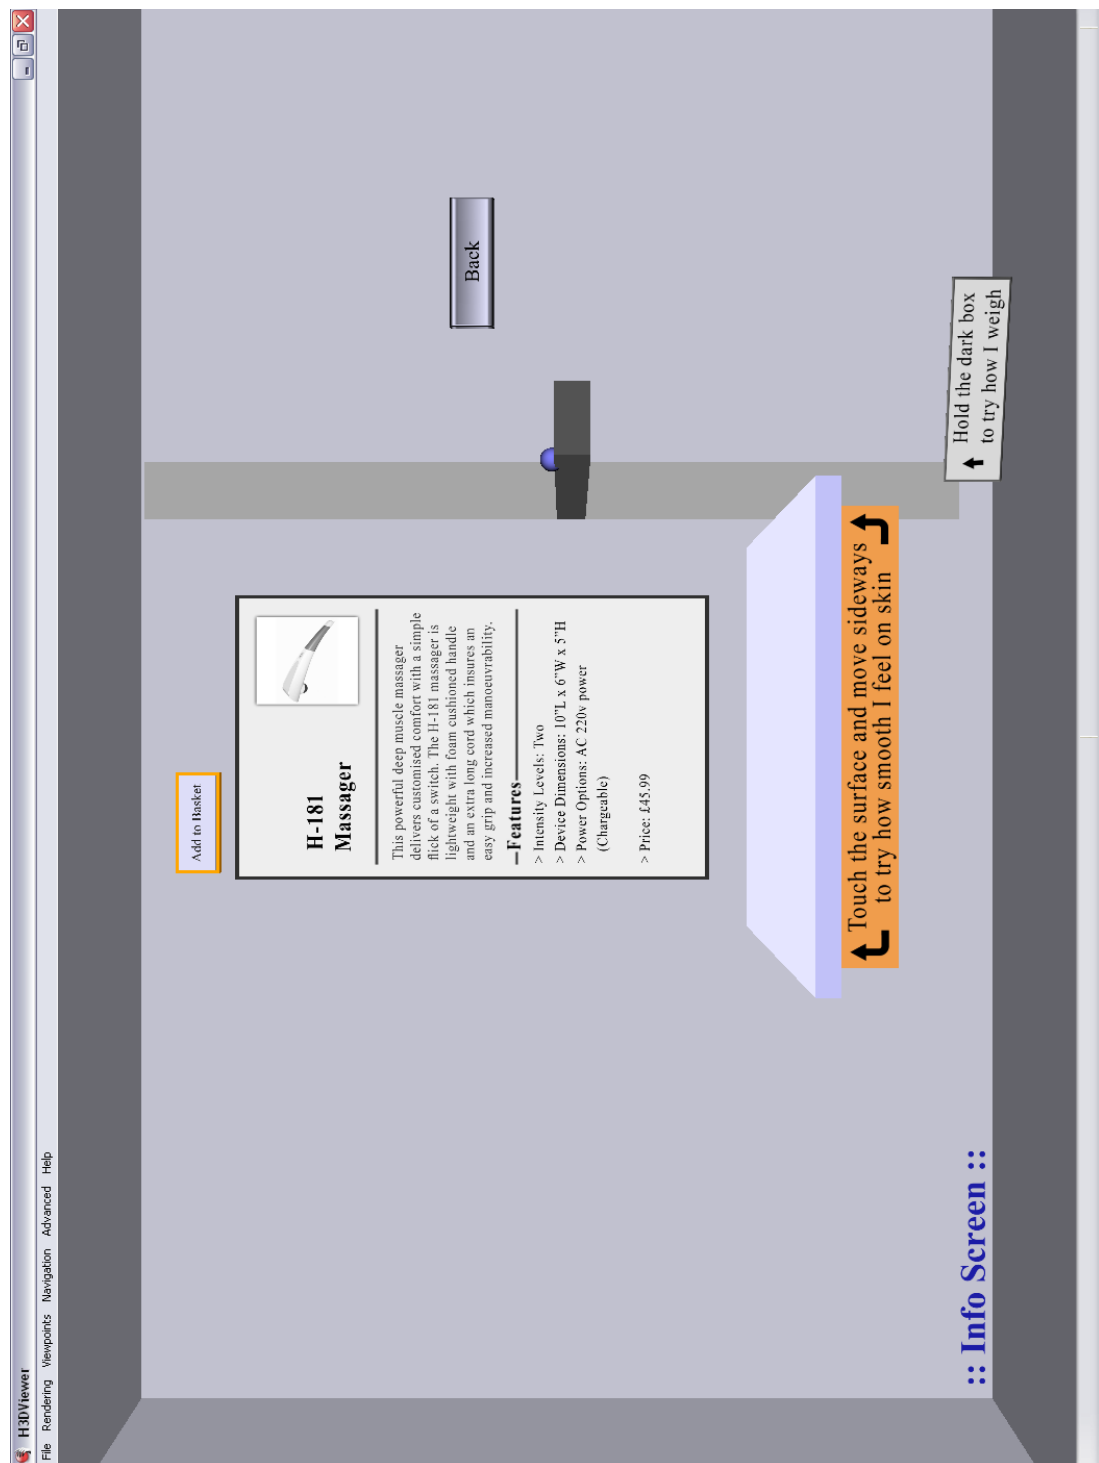 H3DViewer
File Rendering Viewpoints Navigation Advanced Help
Add to Basket
H-181
Massager
This powerful deep muscle massager
delivers customised comfort with a simple
flick of a switch. The H-181 massager is
lightweight with foam cushioned handle
and an extra long cord which insures an
easy grip and increased manoeuvrability.
Features
> Intensity Levels: Two
> Device Dimensions: 10"L x 6"W x 5"H
> Power Options: AC 220v power
(Chargeable)
> Price: £45.99
Back
Touch the surface and move sideways
to try how smooth I feel on skin
Hold the dark box
to try how I weigh
:: Info Screen ::